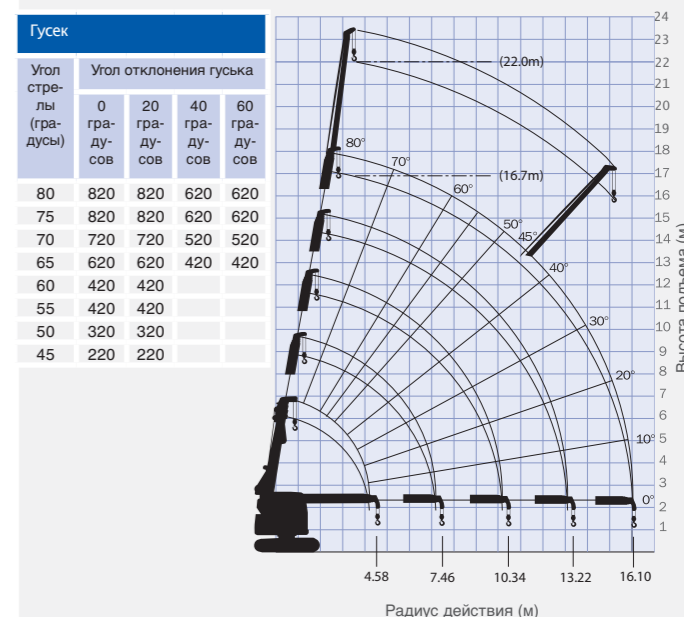 Гусек
Угол
стре-
лы
(гра-
дусы)
Угол отклонения гуська
0
гра-
ду-
сов
20
гра-
ду-
сов
40
гра-
ду-
сов
60
гра-
ду-
сов
80 820 820 620 620
75 820 820 620 620
70 720 720 520 520
65 620 620 420 420
60 420 420
55 420 420
50 320 320
45 220 220
(22.0m)
(16.7m)
80°
70°
60°
50°
45°
40°
30°
20°
10°
0°
24
23
22
21
20
19
18
17
16
15
14
13
12
11
10
9
8
7
6
5
4
3
2
1
Высота подъема (м)
4.58 7.46 10.34 13.22 16.10
Радиус действия (м)